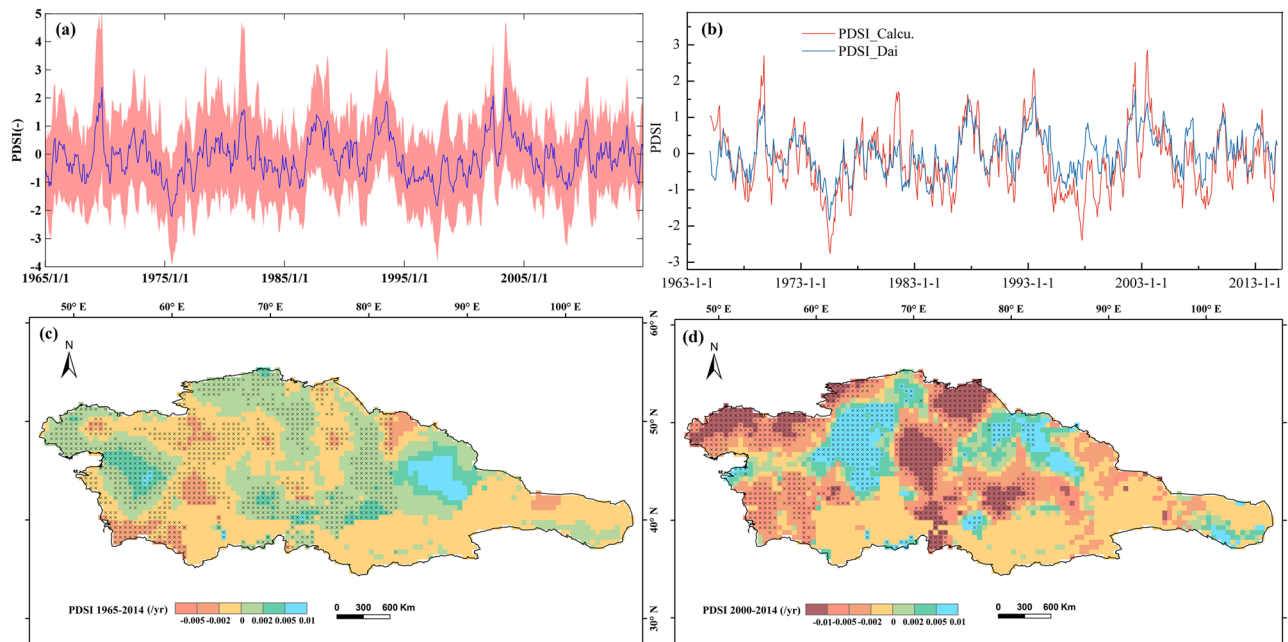 (a)
PDSI(-)
5
4
3
2
1
0
-1
-2
-3
-4
1965/1/1 1975/1/1 1985/1/1 1995/1/1 2005/1/1
(b)
PDSI_Calcu.
PDSI_Dai
PDSI
3
2
1
0
-1
-2
-3
1963-1-1 1973-1-1 1983-1-1 1993-1-1 2003-1-1 2013-1-1
50° E 60° E 70° E 80° E 90° E 100° E
(c)
N
PDSI 1965-2014 (/yr)
-0.005 -0.002 0 0.002 0.005 0.01
0 300 600 Km
50° E 60° E 70° E 80° E 90° E 100° E
60° N
50° N
40° N
30° N
(d)
N
PDSI 2000-2014 (/yr)
-0.01 -0.005 -0.002 0 0.002 0.005 0.01
0 300 600 Km